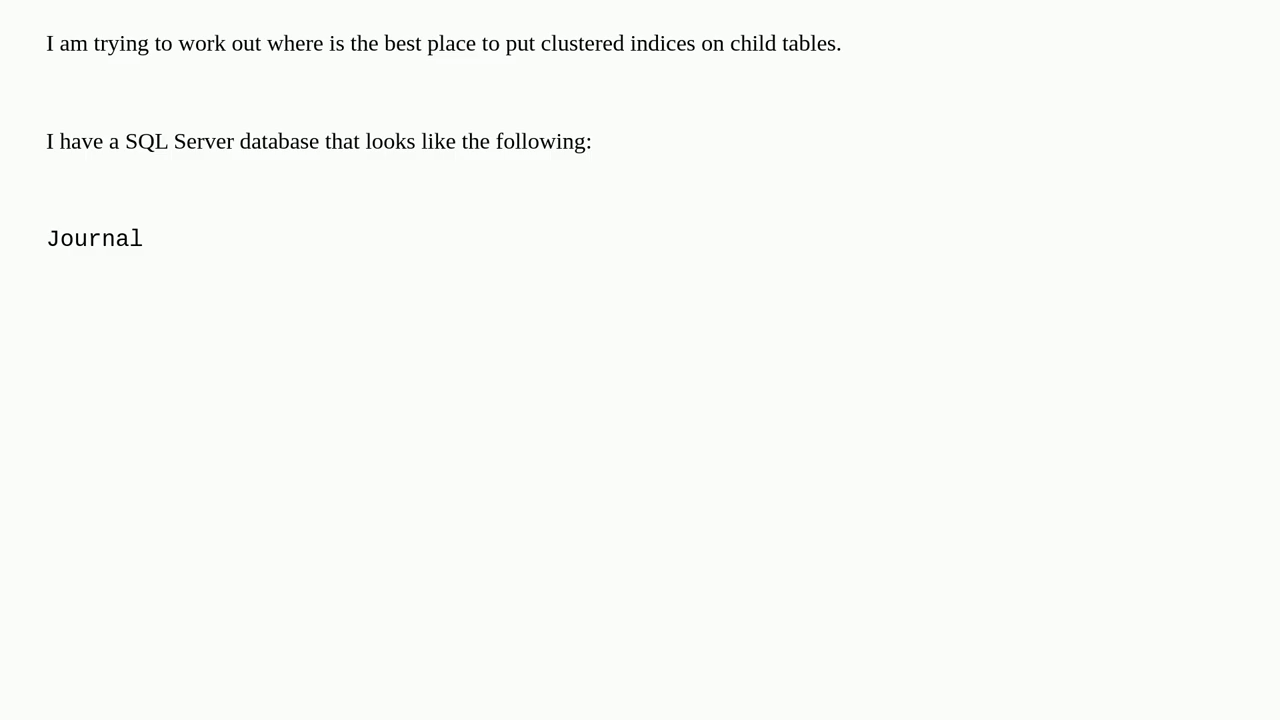 I am trying to work out where is the best place to put clustered indices on child tables.
I have a SQL Server database that looks like the following:
Journal